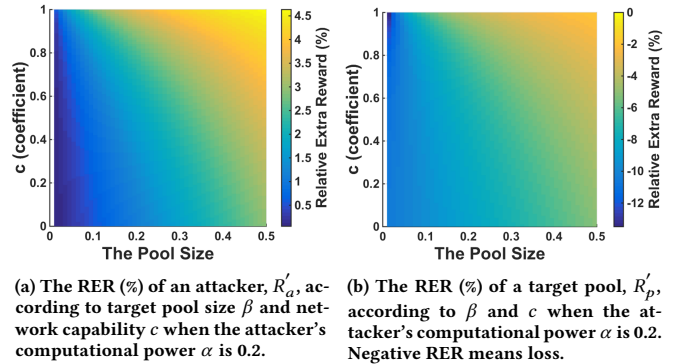 1
0.8
0.6
0.4
0.2
0
c (coefficient)
0
0.1
0.2
0.3
0.4
0.5
The Pool Size
4.5
4
3.5
3
2.5
2
1.5
1
0.5
Relative Extra Reward (%)
1
0.8
0.6
0.4
0.2
0
c (coefficient)
0
0.1
0.2
0.3
0.4
0.5
The Pool Size
0
-2
-4
-6
-8
-10
-12
Relative Extra Reward (%)
(a) The RER (%) of an attacker, R′a, ac-
cording to target pool size β and net-
work capability c when the attacker's
computational power α is 0.2.
(b) The RER (%) of a target pool, R′p,
according to β and c when the at-
tacker's computational power α is 0.2.
Negative RER means loss.